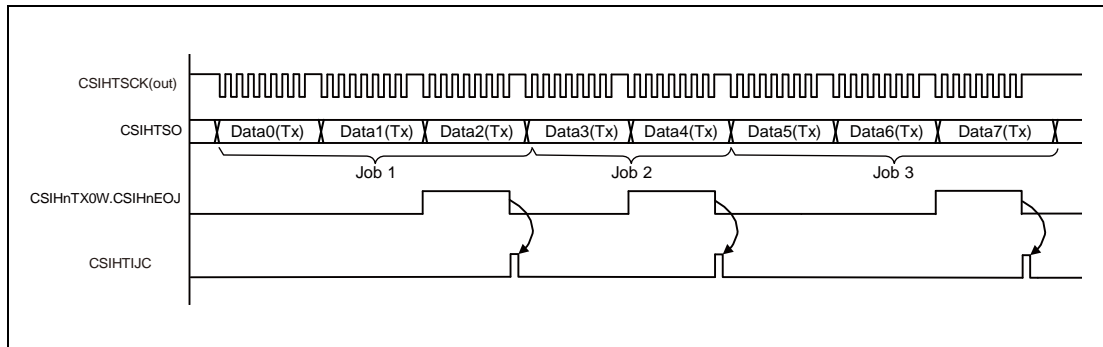 CSIHTSCK(out)
CSIHTSO
Data0(Tx) Data1(Tx) Data2(Tx) Data3(Tx) Data4(Tx) Data5(Tx) Data6(Tx) Data7(Tx)
Job 1 Job 2 Job 3
CSIHnTX0W.CSIHnEOJ
CSIHTIJC